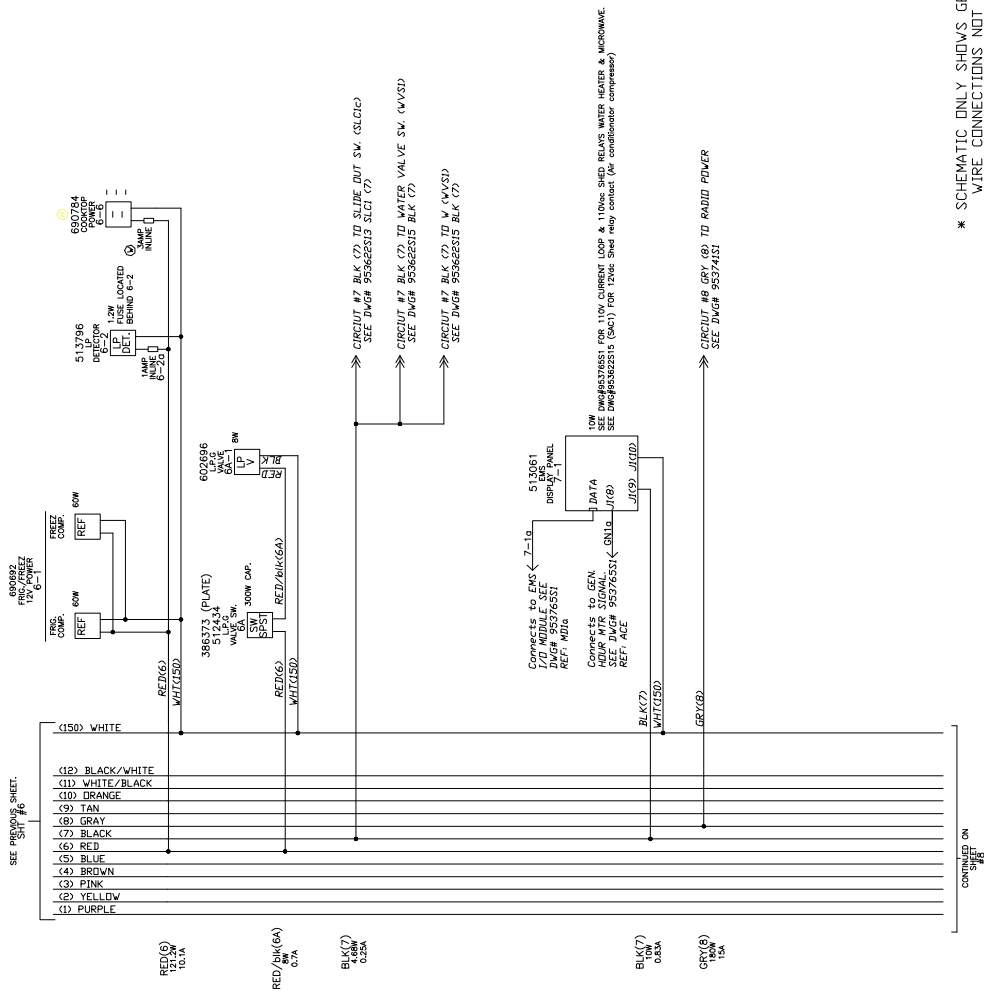 SEE PREVIOUS SHEET.
SHT #6
(150) WHITE
(12) BLACK/WHITE
(11) WHITE/BLACK
(10) ORANGE
(9) TAN
(8) GRAY
(7) BLACK
(6) RED
(5) BLUE
(4) BROWN
(3) PINK
(2) YELLOW
(1) PURPLE
CONTINUED ON
SHEET
#8
RED(6)
121.2W
10.1A
RED/blk(6A)
8W
0.7A
BLK(7)
4.68W
0.25A
BLK(7)
10W
0.83A
GRY(8)
180W
15A
690692
FRIG./FREEZ
12V POWER
6-1
FRIG.
COMP.
REF
60W
FREEZ
COMP.
REF
60W
RED(6)
WHT(150)
513796
LP
DETECTOR
6-2
LP
DET.
1.2W
FUSE LOCATED
BEHIND 6-2
1AMP
INLINE
6-2a
690784
COOKTOP
POWER
6-6
3AMP
INLINE
W
386373 (PLATE)
512434
L.P.G
VALVE SW.
6A
SW
SPST
300W CAP.
RED(6)
RED/blk(6A)
WHT(150)
602696
L.P.G
VALVE
6A-1
LP
V
8W
RED
BLK
CIRCIUT #7 BLK (7) TO SLIDE OUT SW. (SLC1c)
SEE DWG# 953622S13 SLC1 (7)
CIRCIUT #7 BLK (7) TO WATER VALVE SW. (WVS1)
SEE DWG# 953622S15 BLK (7)
CIRCIUT #7 BLK (7) TO W (WVS1)
SEE DWG# 953622S15 BLK (7)
513061
EMS
DISPLAY PANEL
7-1
10W
SEE DWG#953765S1 FOR 110V CURRENT LOOP & 110Vac SHED RELAYS WATER HEATER & MICROWAVE.
SEE DWG#953622S15 (SAC1) FOR 12Vdc Shed relay contact (Air conditionator compressor)
DATA
J1(8)
J1(9)
J1(10)
7-1a
GN1a
Connects to EMS
I/O MODULE SEE
DWG# 953765S1
REF: MD1a
Connects to GEN.
HOUR MTR SIGNAL.
SEE DWG# 953765S1
REF: ACE
BLK(7)
WHT(150)
GRY(8)
CIRCIUT #8 GRY (8) TO RADIO POWER
SEE DWG# 953741S1
* SCHEMATIC ONLY SHOWS GE
WIRE CONNECTIONS NOT